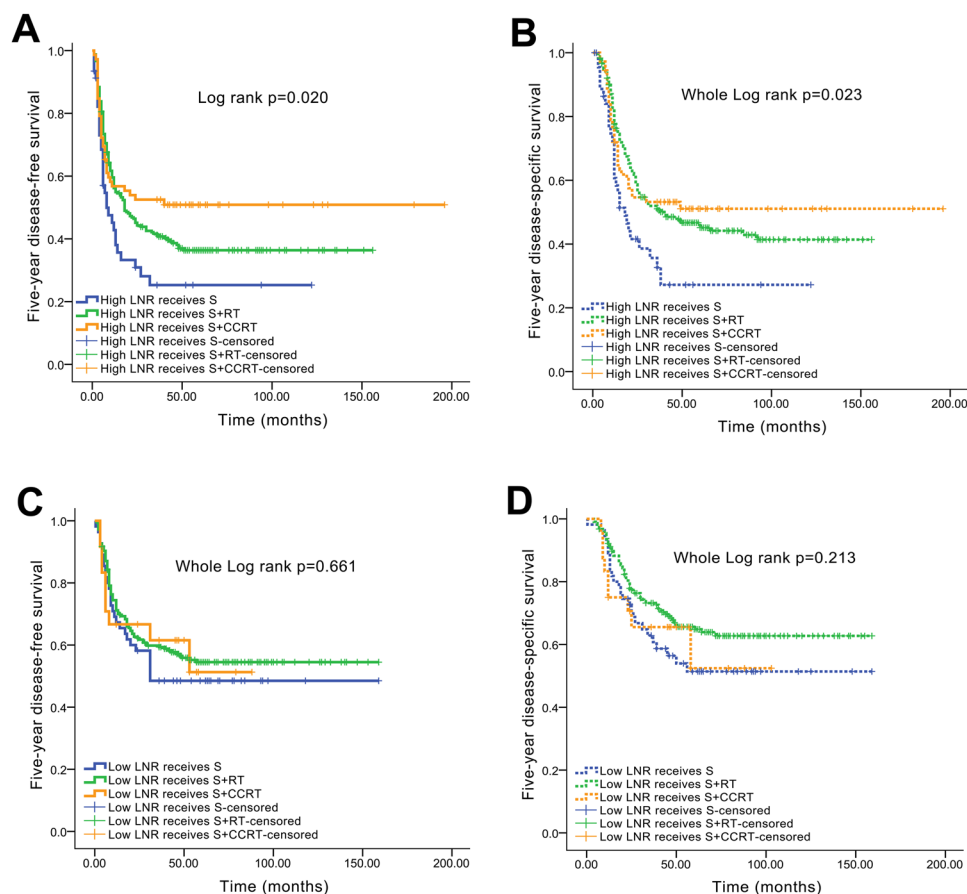 A
Log rank p=0.020
Five-year disease-free survival
1.0
0.8
0.6
0.4
0.2
0.0
High LNR receives S
High LNR receives S+RT
High LNR receives S+CCRT
High LNR receives S-censored
High LNR receives S+RT-censored
High LNR receives S+CCRT-censored
0.00 50.00 100.00 150.00 200.00
Time (months)
B
Whole Log rank p=0.023
Five-year disease-specific survival
1.0
0.8
0.6
0.4
0.2
0.0
High LNR receives S
High LNR receives S+RT
High LNR receives S+CCRT
High LNR receives S-censored
High LNR receives S+RT-censored
High LNR receives S+CCRT-censored
0.00 50.00 100.00 150.00 200.00
Time (months)
C
Whole Log rank p=0.661
Five-year disease-free survival
1.0
0.8
0.6
0.4
0.2
0.0
Low LNR receives S
Low LNR receives S+RT
Low LNR receives S+CCRT
Low LNR receives S-censored
Low LNR receives S+RT-censored
Low LNR receives S+CCRT-censored
0.00 50.00 100.00 150.00 200.00
Time (months)
D
Whole Log rank p=0.213
Five-year disease-specific survival
1.0
0.8
0.6
0.4
0.2
0.0
Low LNR receives S
Low LNR receives S+RT
Low LNR receives S+CCRT
Low LNR receives S-censored
Low LNR receives S+RT-censored
Low LNR receives S+CCRT-censored
0.00 50.00 100.00 150.00 200.00
Time (months)